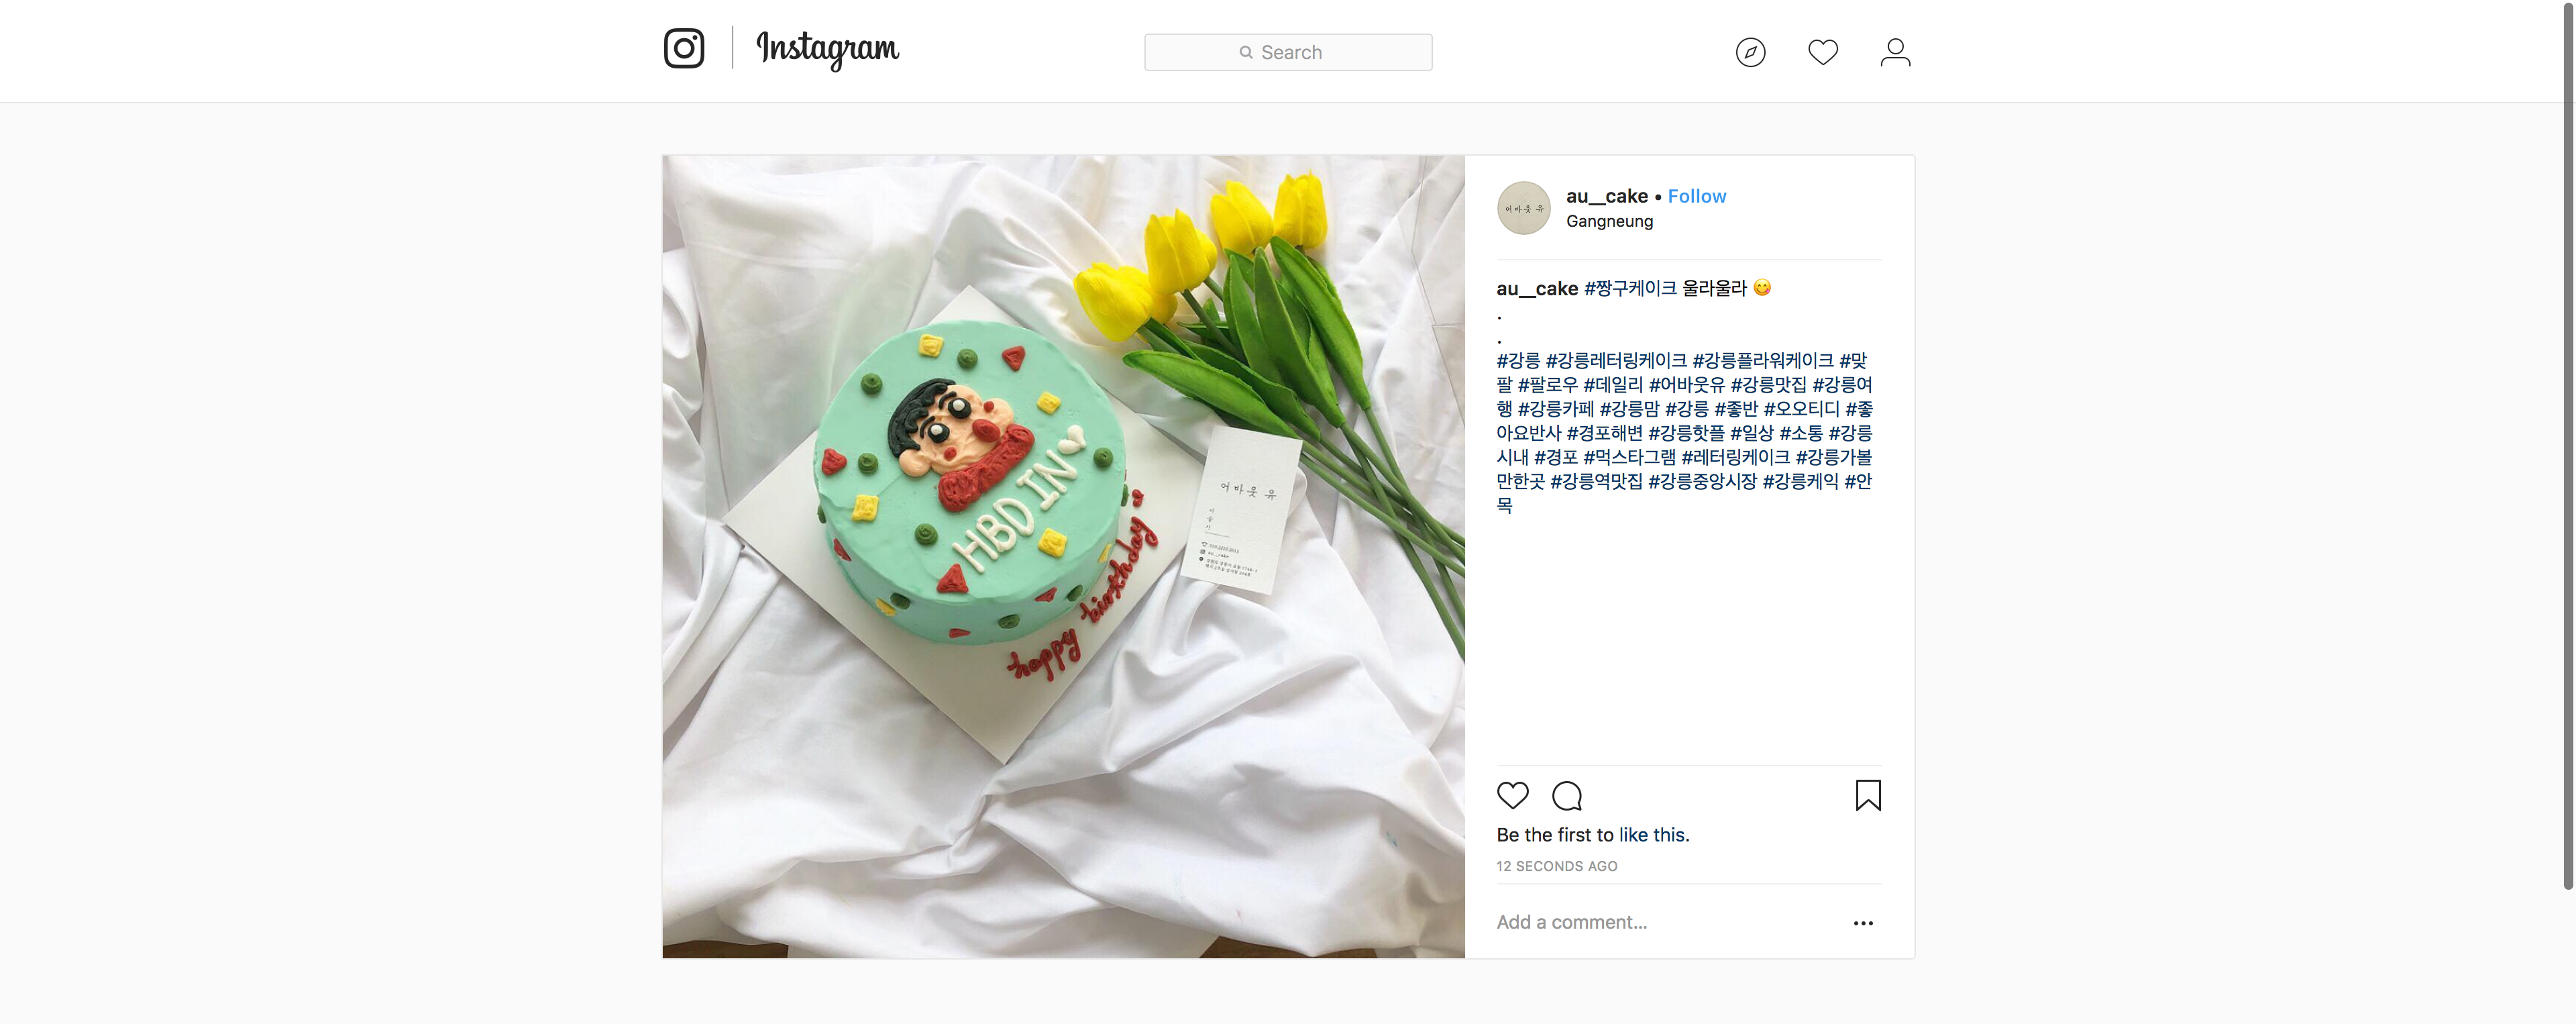 Instagram
Search
au__cake • Follow
Gangneung
어바웃유
au__cake #짱구케이크 울라울라 😋
.
.
#강릉 #강릉레터링케이크 #강릉플라워케이크 #맞
팔 #팔로우 #데일리 #어바웃유 #강릉맛집 #강릉여
행 #강릉카페 #강릉맘 #강릉 #좋반 #오오티디 #좋
아요반사 #경포해변 #강릉핫플 #일상 #소통 #강릉
시내 #경포 #먹스타그램 #레터링케이크 #강릉가볼
만한곳 #강릉역맛집 #강릉중앙시장 #강릉케익 #안
목
HBD IN
happy birthday
어바웃유
au__cake
Be the first to like this.
12 SECONDS AGO
Add a comment...